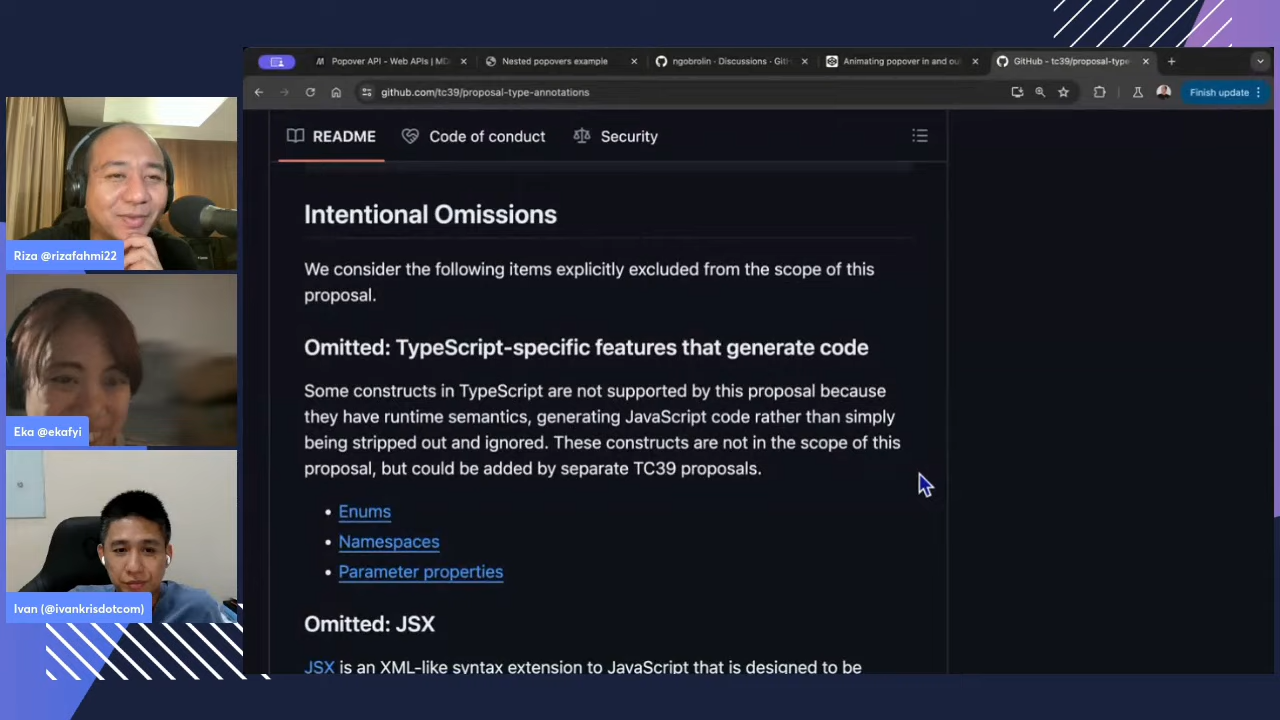 Popover API - Web APIs | MD
Nested popovers example
ngobrolin · Discussions · Git
Animating popover in and ou
GitHub - tc39/proposal-type-
github.com/tc39/proposal-type-annotations
Finish update
README
Code of conduct
Security
Intentional Omissions
We consider the following items explicitly excluded from the scope of this
proposal.
Omitted: TypeScript-specific features that generate code
Some constructs in TypeScript are not supported by this proposal because
they have runtime semantics, generating JavaScript code rather than simply
being stripped out and ignored. These constructs are not in the scope of this
proposal, but could be added by separate TC39 proposals.
• Enums
• Namespaces
• Parameter properties
Omitted: JSX
JSX is an XML-like syntax extension to JavaScript that is designed to be
Riza @rizafahmi22
Eka @ekafyi
Ivan (@ivankrisdotcom)